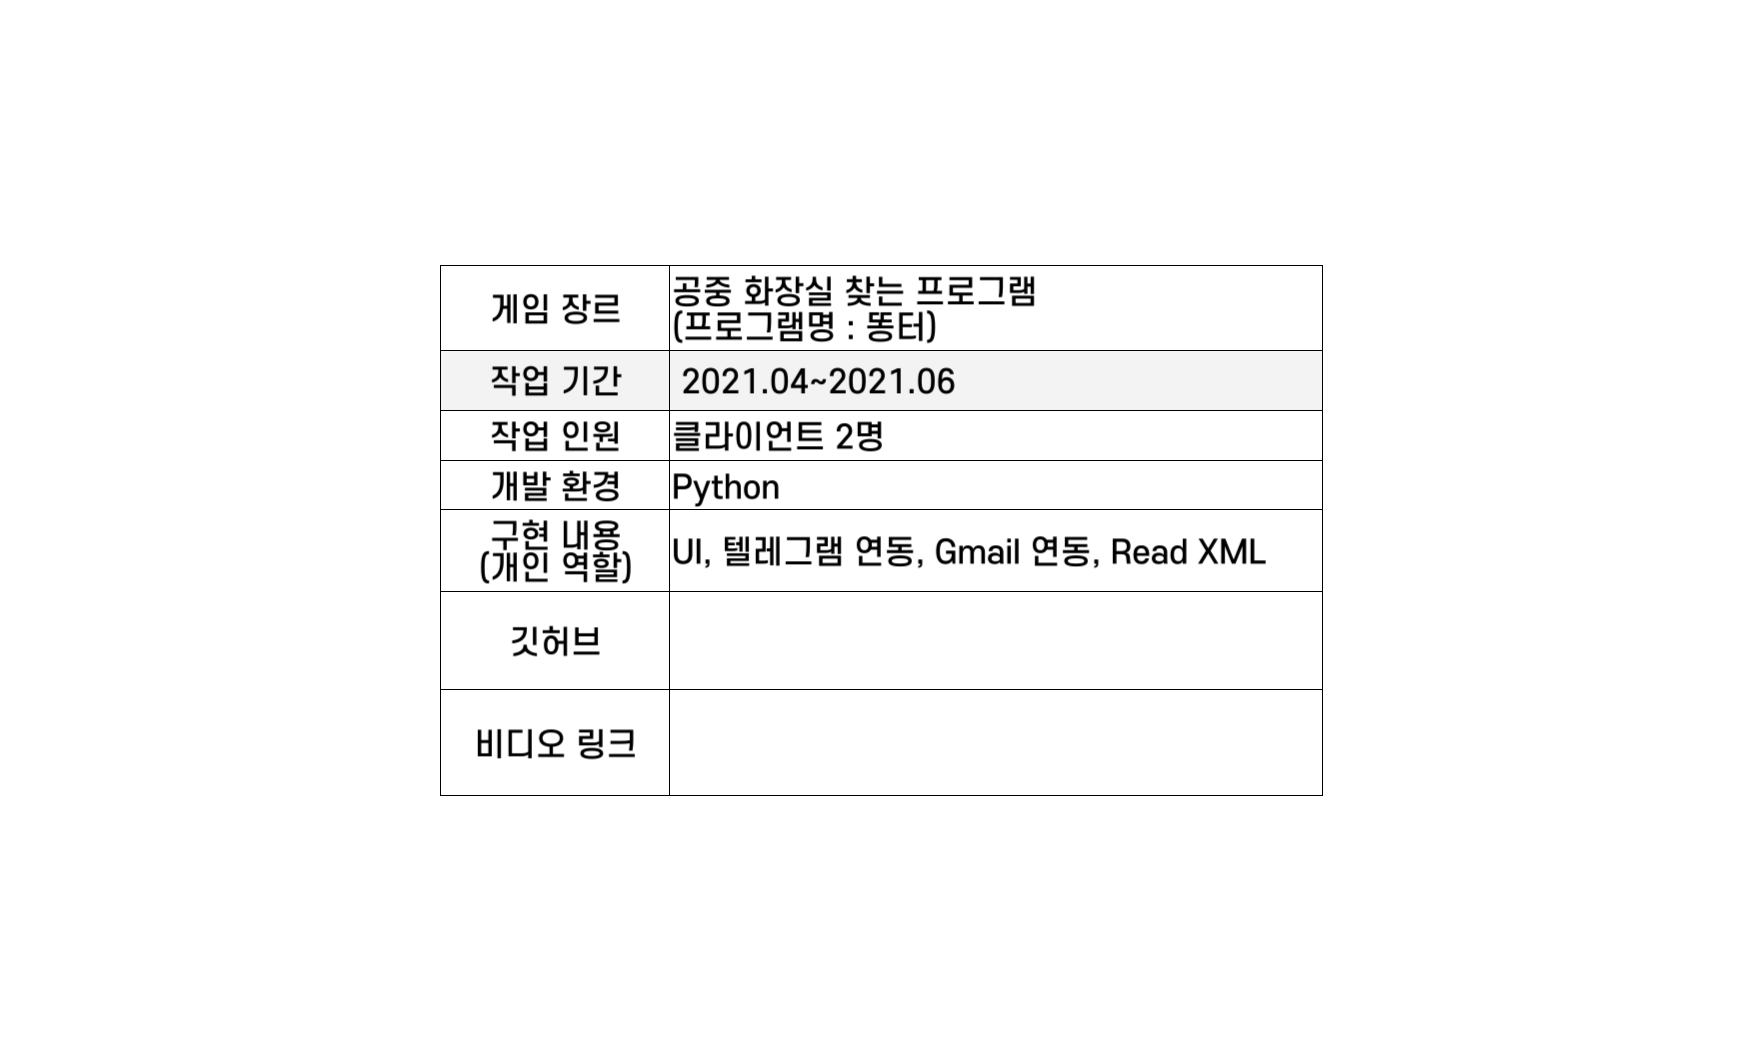 게임 장르
공중 화장실 찾는 프로그램
(프로그램명 : 똥터)
작업 기간
2021.04~2021.06
작업 인원
클라이언트 2명
개발 환경
Python
구현 내용
(개인 역할)
UI, 텔레그램 연동, Gmail 연동, Read XML
깃허브
비디오 링크